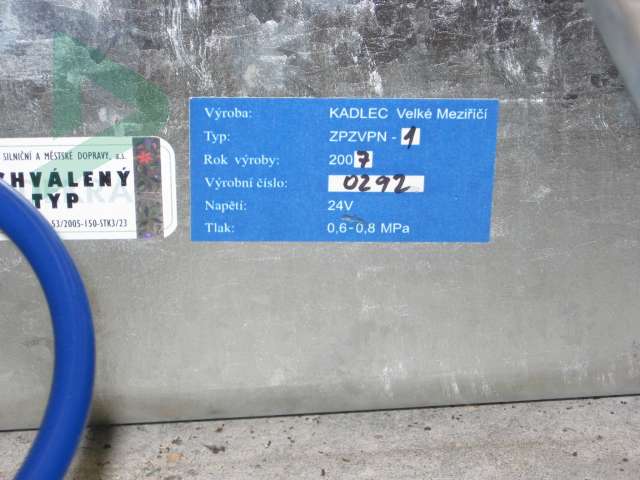 SILNIČNÍ A MĚSTSKÉ DOPRAVY, a.s.
CHVÁLENÝ
TYP
53/2005-150-STK3/23
Výroba: KADLEC Velké Meziříčí
Typ: ZPZVPN - 1
Rok výroby: 2007
Výrobní číslo: 0292
Napětí: 24V
Tlak: 0,6-0,8 MPa